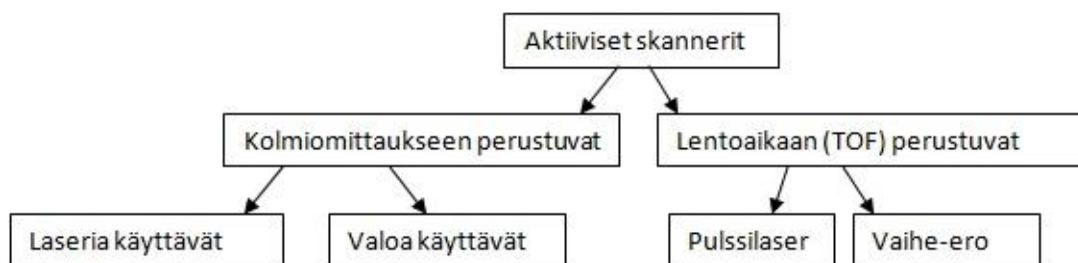 Aktiiviset skannerit
Kolmiomittaukseen perustuvat
Lentoaikaan (TOF) perustuvat
Laseria käyttävät
Valoa käyttävät
Pulssilaser
Vaihe-ero